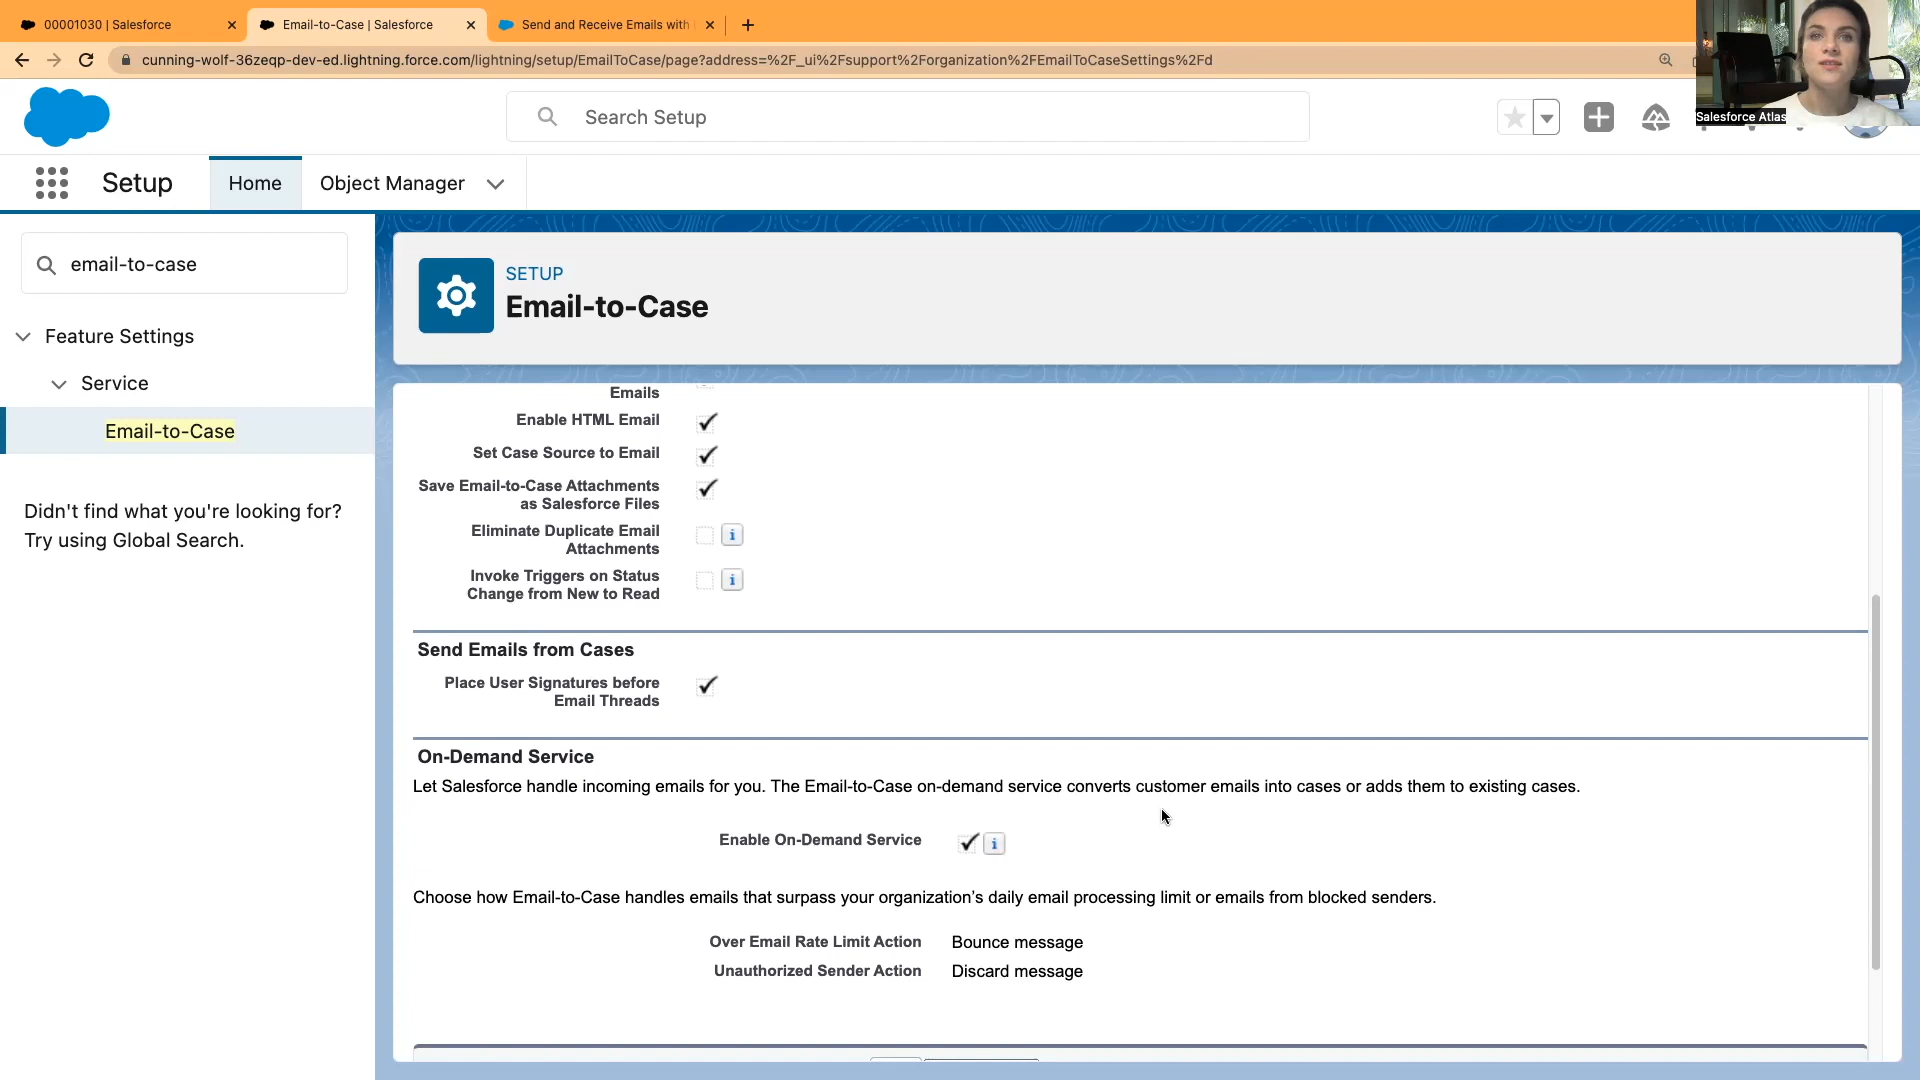 00001030 | Salesforce
Email-to-Case | Salesforce
Send and Receive Emails with
cunning-wolf-36zeqp-dev-ed.lightning.force.com/lightning/setup/EmailToCase/page?address=%2F_ui%2Fsupport%2Forganization%2FEmailToCaseSettings%2Fd
Salesforce Atlas
Search Setup
Setup
Home
Object Manager
email-to-case
Feature Settings
Service
Email-to-Case
Didn't find what you're looking for?
Try using Global Search.
SETUP
Email-to-Case
Emails
Enable HTML Email
Set Case Source to Email
Save Email-to-Case Attachments
as Salesforce Files
Eliminate Duplicate Email
Attachments
Invoke Triggers on Status
Change from New to Read
Send Emails from Cases
Place User Signatures before
Email Threads
On-Demand Service
Let Salesforce handle incoming emails for you. The Email-to-Case on-demand service converts customer emails into cases or adds them to existing cases.
Enable On-Demand Service
Choose how Email-to-Case handles emails that surpass your organization's daily email processing limit or emails from blocked senders.
Over Email Rate Limit Action Bounce message
Unauthorized Sender Action Discard message